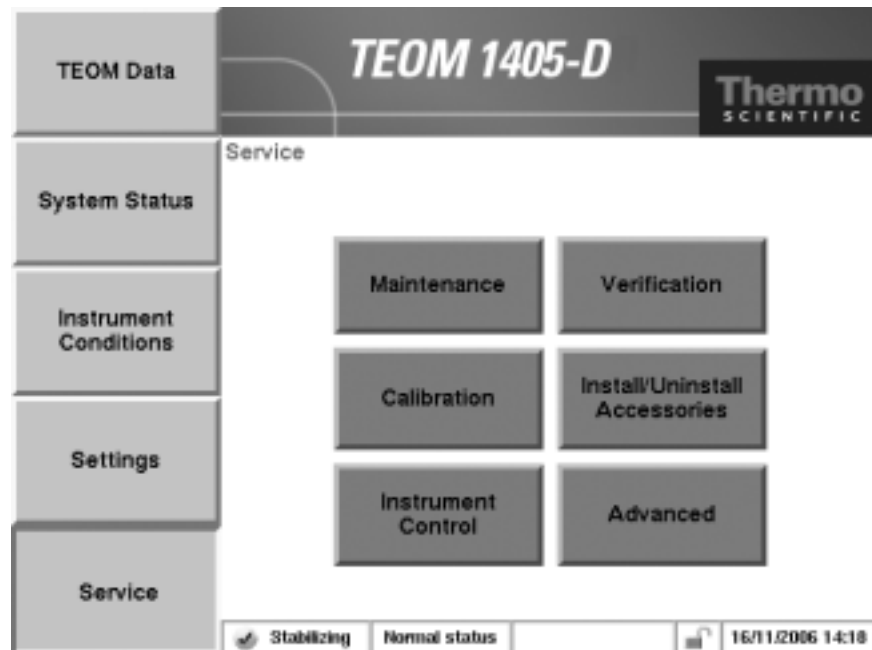 TEOM Data
TEOM 1405-D
Thermo
SCIENTIFIC
Service
System Status
Instrument
Conditions
Settings
Service
Maintenance
Verification
Calibration
Install/Uninstall
Accessories
Instrument
Control
Advanced
Stabilizing
Normal status
16/11/2006 14:18